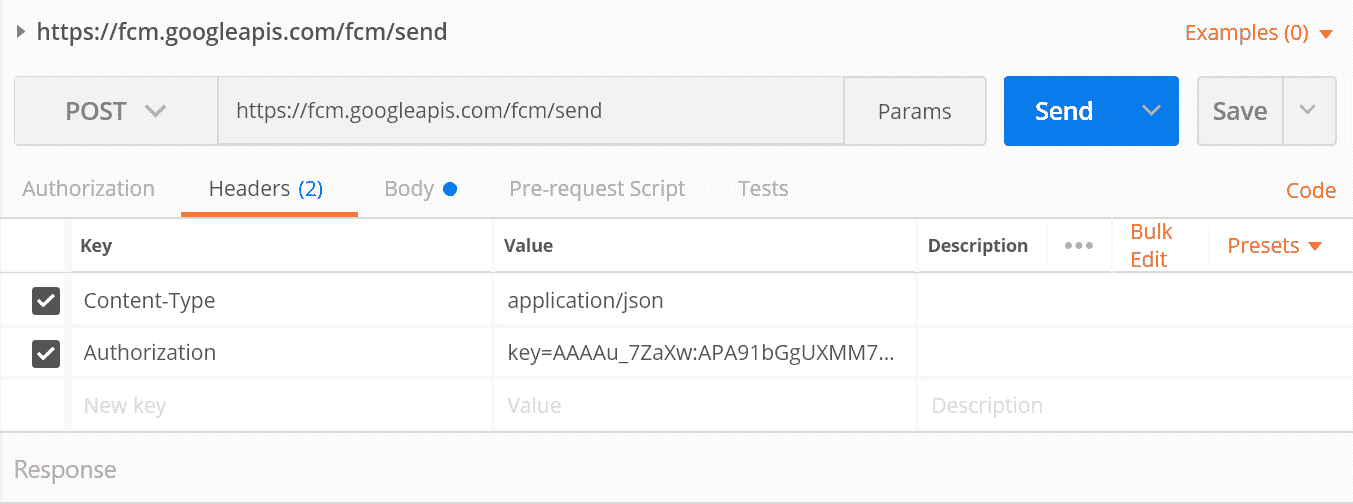 https://fcm.googleapis.com/fcm/send
Examples (0)
POST
https://fcm.googleapis.com/fcm/send
Params
Send
Save
Authorization
Headers (2)
Body
Pre-request Script
Tests
Code
Key
Value
Description
Bulk
Edit
Presets
Content-Type
application/json
Authorization
key=AAAAu_7ZaXw:APA91bGgUXMM7...
New key
Value
Description
Response